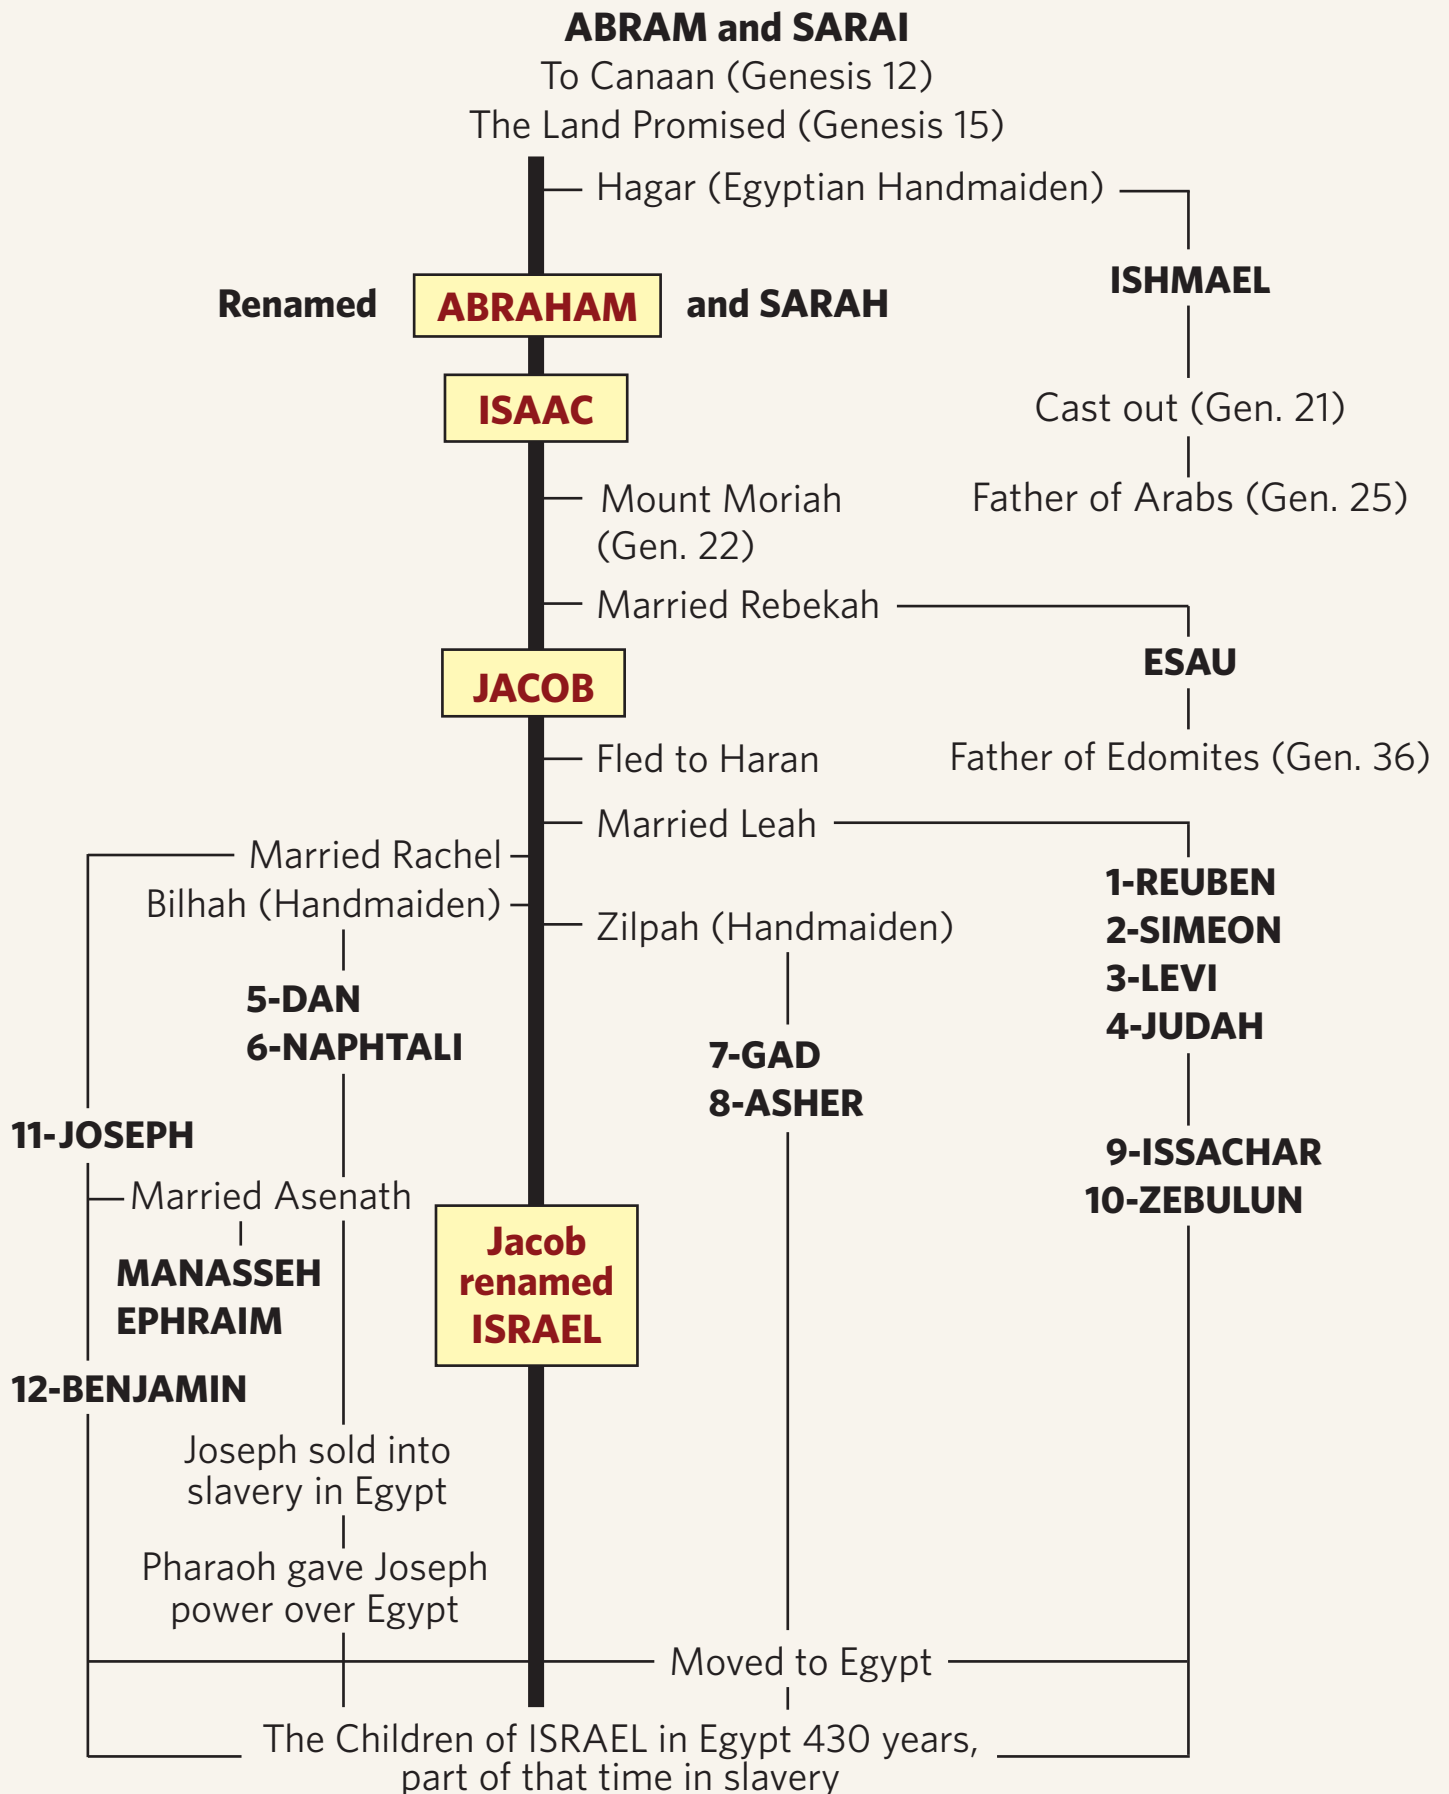 ABRAM and SARAI
To Canaan (Genesis 12)
The Land Promised (Genesis 15)
Hagar (Egyptian Handmaiden)
ISHMAEL
Renamed ABRAHAM and SARAH
ISAAC
Cast out (Gen. 21)
Mount Moriah
(Gen. 22)
Father of Arabs (Gen. 25)
Married Rebekah
ESAU
JACOB
Fled to Haran
Father of Edomites (Gen. 36)
Married Leah
Married Rachel
Bilhah (Handmaiden)
Zilpah (Handmaiden)
1-REUBEN
2-SIMEON
3-LEVI
4-JUDAH
5-DAN
6-NAPHTALI
7-GAD
8-ASHER
11-JOSEPH
9-ISSACHAR
10-ZEBULUN
Married Asenath
MANASSEH
EPHRAIM
Jacob
renamed
ISRAEL
12-BENJAMIN
Joseph sold into
slavery in Egypt
Pharaoh gave Joseph
power over Egypt
Moved to Egypt
The Children of ISRAEL in Egypt 430 years,
part of that time in slavery